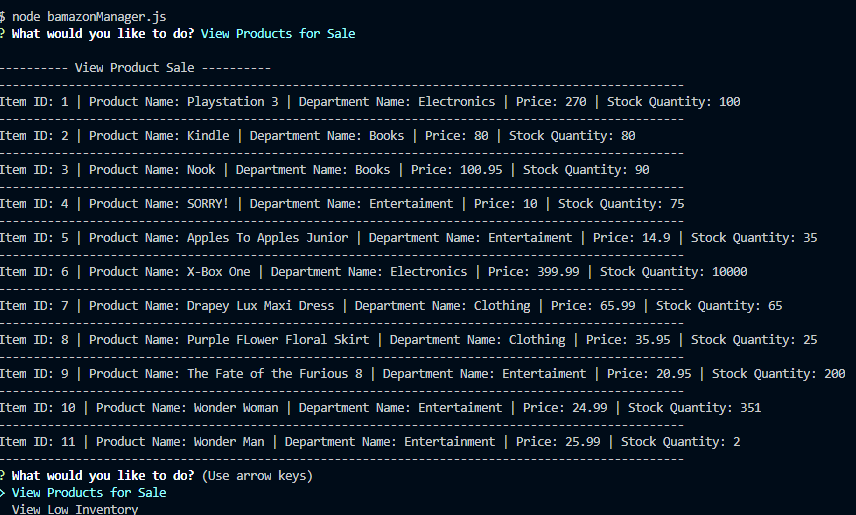 $ node bamazonManager.js
? What would you like to do? View Products for Sale
---------- View Product Sale ----------
--------------------------------------------------------------------------------------------------
Item ID: 1 | Product Name: Playstation 3 | Department Name: Electronics | Price: 270 | Stock Quantity: 100
--------------------------------------------------------------------------------------------------
Item ID: 2 | Product Name: Kindle | Department Name: Books | Price: 80 | Stock Quantity: 80
--------------------------------------------------------------------------------------------------
Item ID: 3 | Product Name: Nook | Department Name: Books | Price: 100.95 | Stock Quantity: 90
--------------------------------------------------------------------------------------------------
Item ID: 4 | Product Name: SORRY! | Department Name: Entertaiment | Price: 10 | Stock Quantity: 75
--------------------------------------------------------------------------------------------------
Item ID: 5 | Product Name: Apples To Apples Junior | Department Name: Entertaiment | Price: 14.9 | Stock Quantity: 35
--------------------------------------------------------------------------------------------------
Item ID: 6 | Product Name: X-Box One | Department Name: Electronics | Price: 399.99 | Stock Quantity: 10000
--------------------------------------------------------------------------------------------------
Item ID: 7 | Product Name: Drapey Lux Maxi Dress | Department Name: Clothing | Price: 65.99 | Stock Quantity: 65
--------------------------------------------------------------------------------------------------
Item ID: 8 | Product Name: Purple FLower Floral Skirt | Department Name: Clothing | Price: 35.95 | Stock Quantity: 25
--------------------------------------------------------------------------------------------------
Item ID: 9 | Product Name: The Fate of the Furious 8 | Department Name: Entertaiment | Price: 20.95 | Stock Quantity: 200
--------------------------------------------------------------------------------------------------
Item ID: 10 | Product Name: Wonder Woman | Department Name: Entertaiment | Price: 24.99 | Stock Quantity: 351
--------------------------------------------------------------------------------------------------
Item ID: 11 | Product Name: Wonder Man | Department Name: Entertainment | Price: 25.99 | Stock Quantity: 2
--------------------------------------------------------------------------------------------------
? What would you like to do? (Use arrow keys)
> View Products for Sale
View Low Inventory